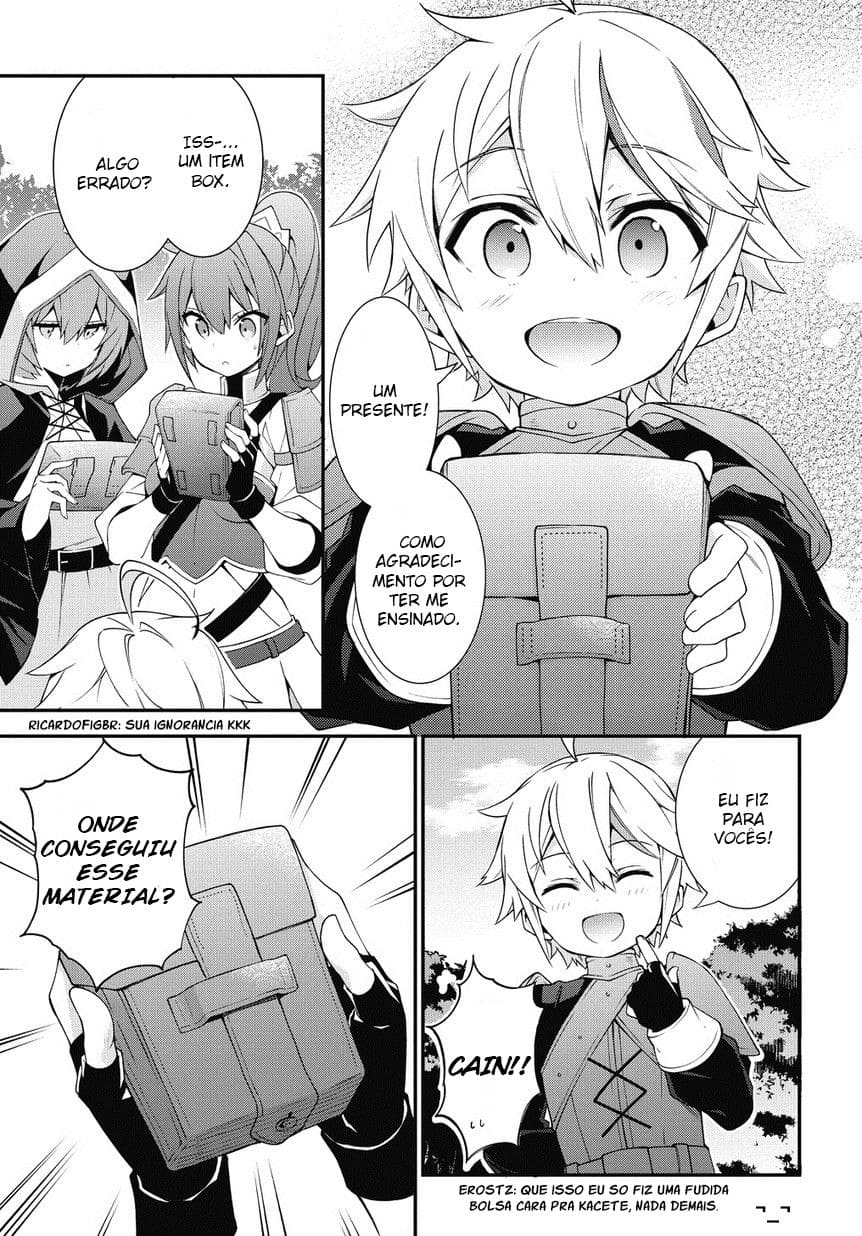 UM
PRESENTE!
COMO
AGRADECI-
MENTO POR
TER ME
ENSINADO.
ISS-...
UM ITEM
BOX.
ALGO
ERRADO?
RICARDOFIGBR: SUA IGNORANCIA KKK
EU FIZ
PARA
VOCÊS!
CAIN!!
EROSTZ: QUE ISSO EU SO FIZ UMA FUDIDA
BOLSA CARA PRA KACETE, NADA DEMAIS. ¬_¬
ONDE
CONSEGUIU
ESSE
MATERIAL?